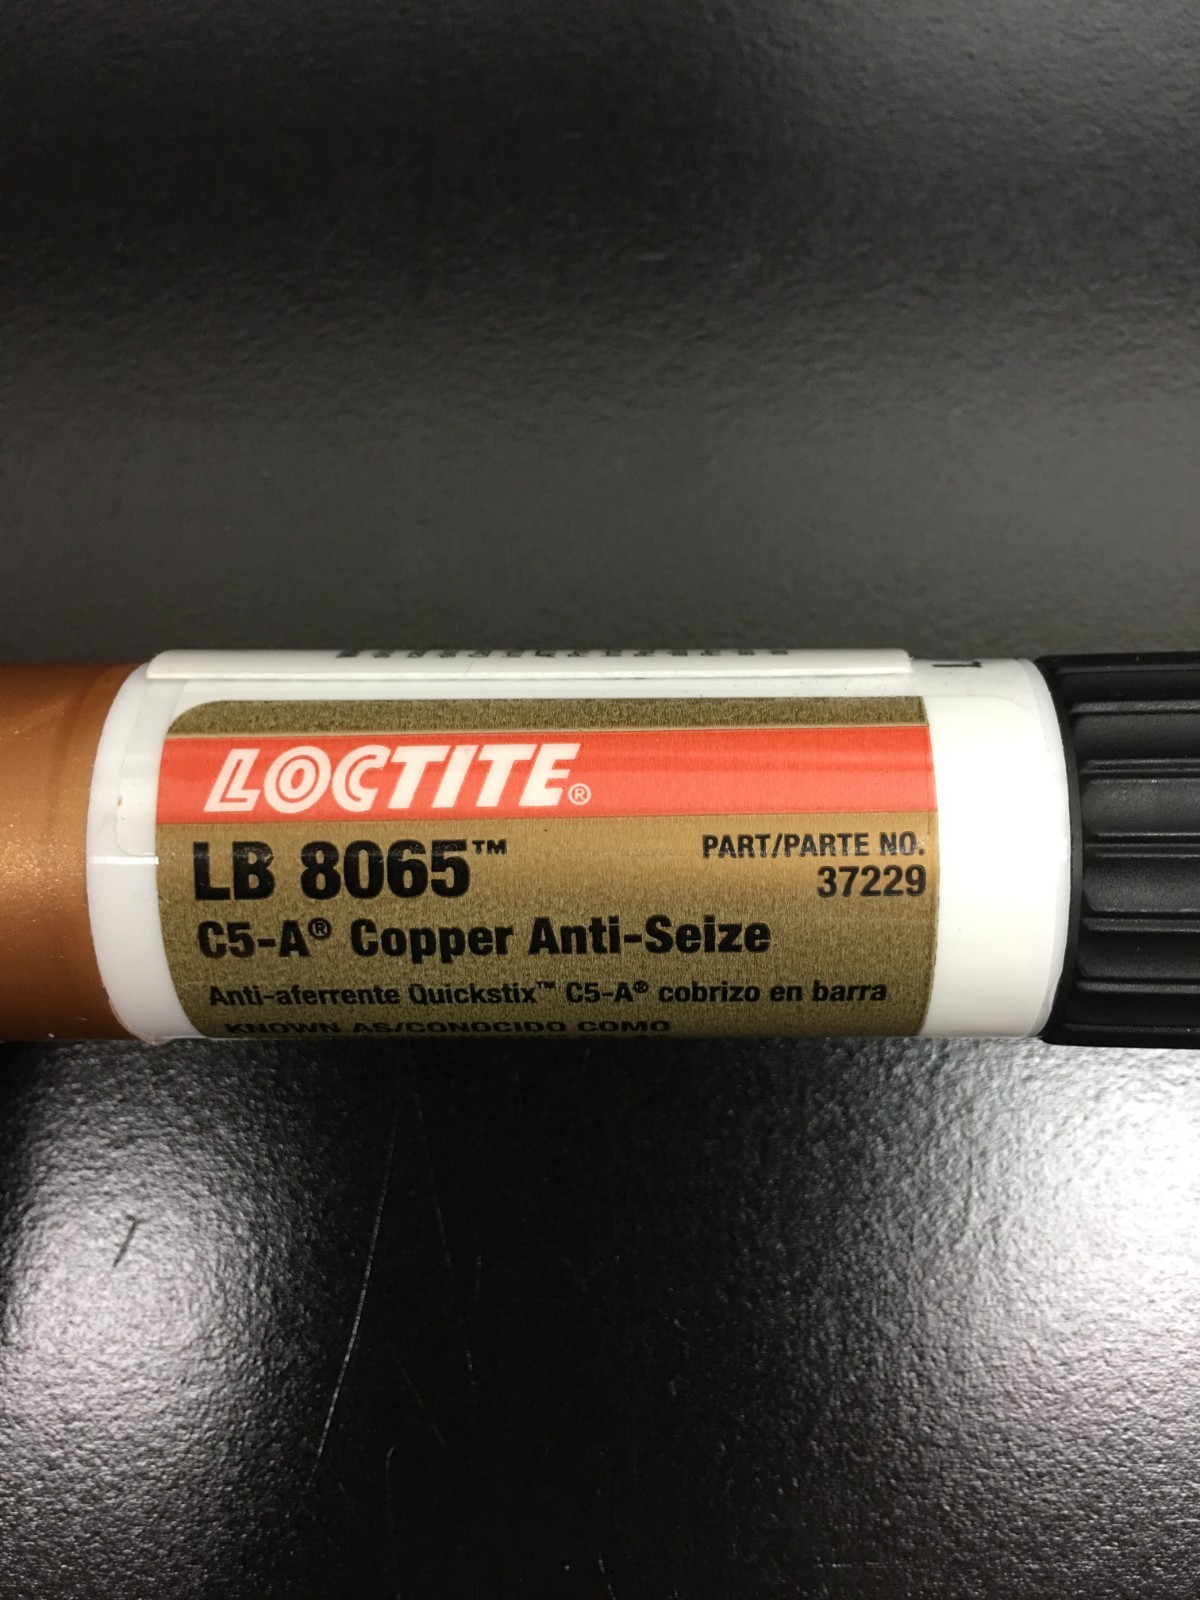 LOCTITE®
LB 8065™
PART/PARTE NO.
37229
C5-A® Copper Anti-Seize
Anti-aferrente Quickstix™ C5-A® cobrizo en barra
KNOWN AS/CONOCIDO COMO